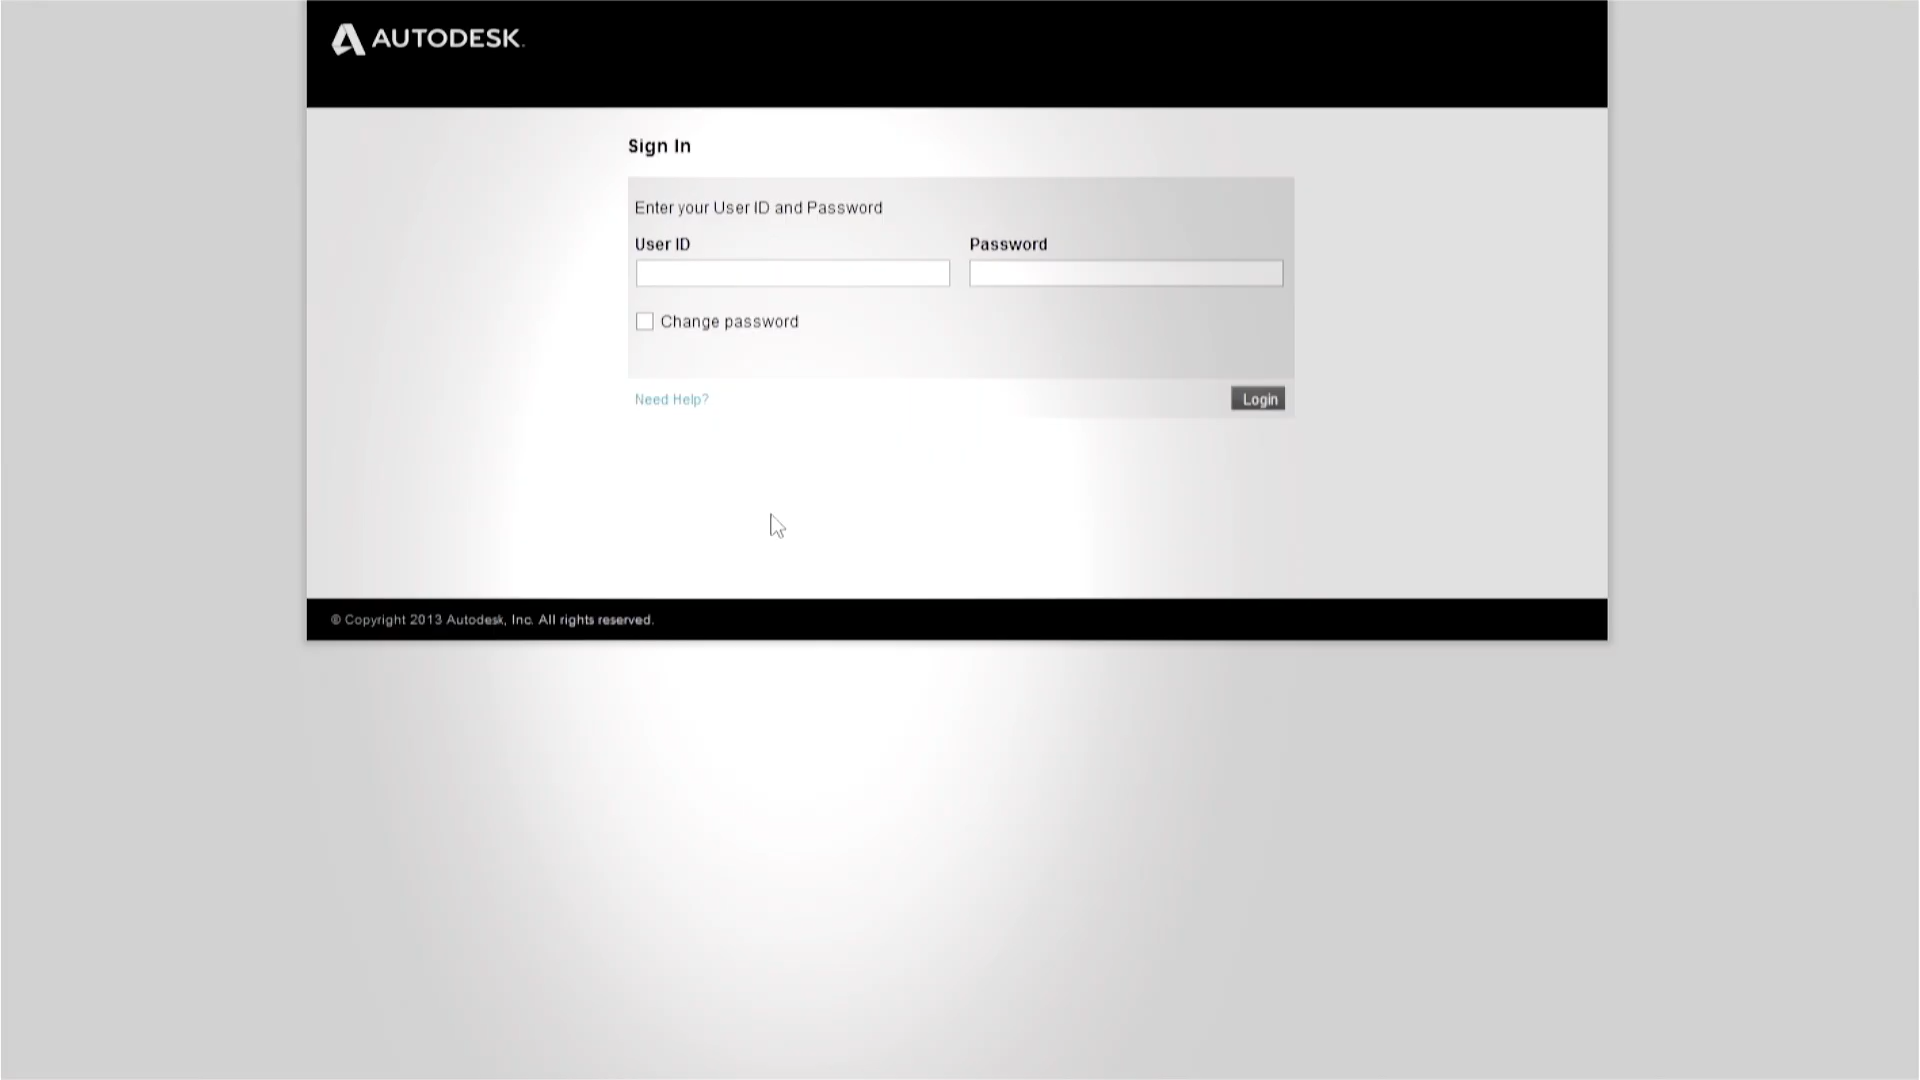 AUTODESK.
Sign In
Enter your User ID and Password
User ID
Password
Change password
Need Help?
Login
© Copyright 2013 Autodesk, Inc. All rights reserved.